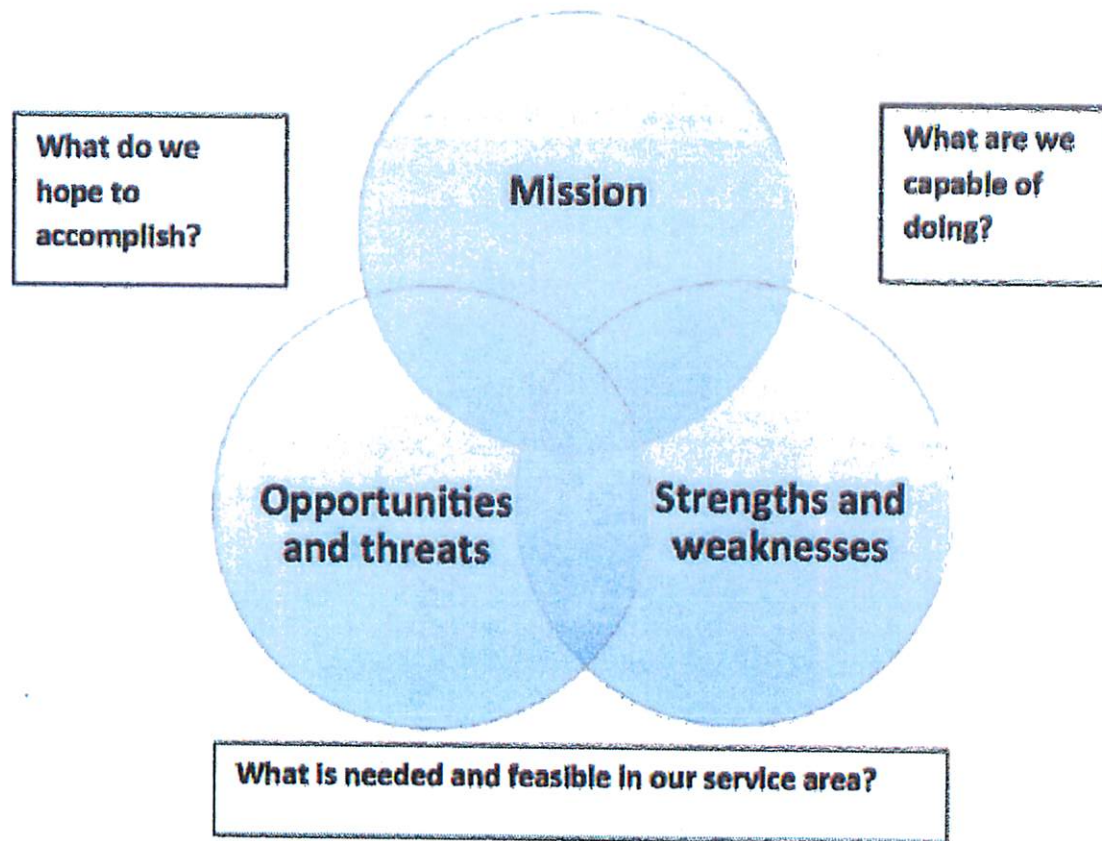 What do we
hope to
accomplish?
What are we
capable of
doing?
Mission
Opportunities
and threats
Strengths and
weaknesses
What is needed and feasible in our service area?